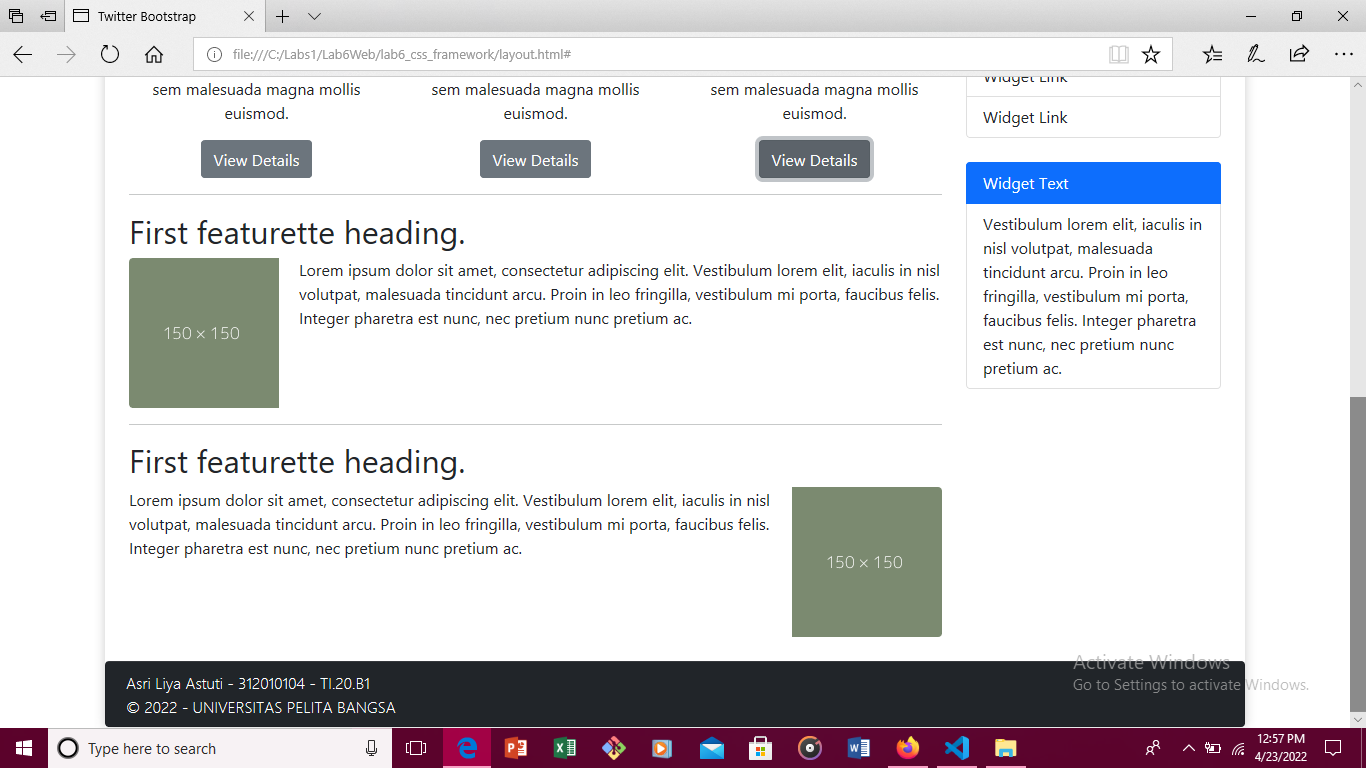 Twitter Bootstrap
file:///C:/Labs1/Lab6Web/lab6_css_framework/layout.html#
sem malesuada magna mollis
euismod.
View Details
sem malesuada magna mollis
euismod.
View Details
sem malesuada magna mollis
euismod.
View Details
First featurette heading.
150 × 150
Lorem ipsum dolor sit amet, consectetur adipiscing elit. Vestibulum lorem elit, iaculis in nisl
volutpat, malesuada tincidunt arcu. Proin in leo fringilla, vestibulum mi porta, faucibus felis.
Integer pharetra est nunc, nec pretium nunc pretium ac.
First featurette heading.
Lorem ipsum dolor sit amet, consectetur adipiscing elit. Vestibulum lorem elit, iaculis in nisl
volutpat, malesuada tincidunt arcu. Proin in leo fringilla, vestibulum mi porta, faucibus felis.
Integer pharetra est nunc, nec pretium nunc pretium ac.
150 × 150
Widget Link
Widget Link
Widget Text
Vestibulum lorem elit, iaculis in
nisl volutpat, malesuada
tincidunt arcu. Proin in leo
fringilla, vestibulum mi porta,
faucibus felis. Integer pharetra
est nunc, nec pretium nunc
pretium ac.
Asri Liya Astuti - 312010104 - TI.20.B1
© 2022 - UNIVERSITAS PELITA BANGSA
Activate Windows
Go to Settings to activate Windows.
Type here to search
12:57 PM
4/23/2022